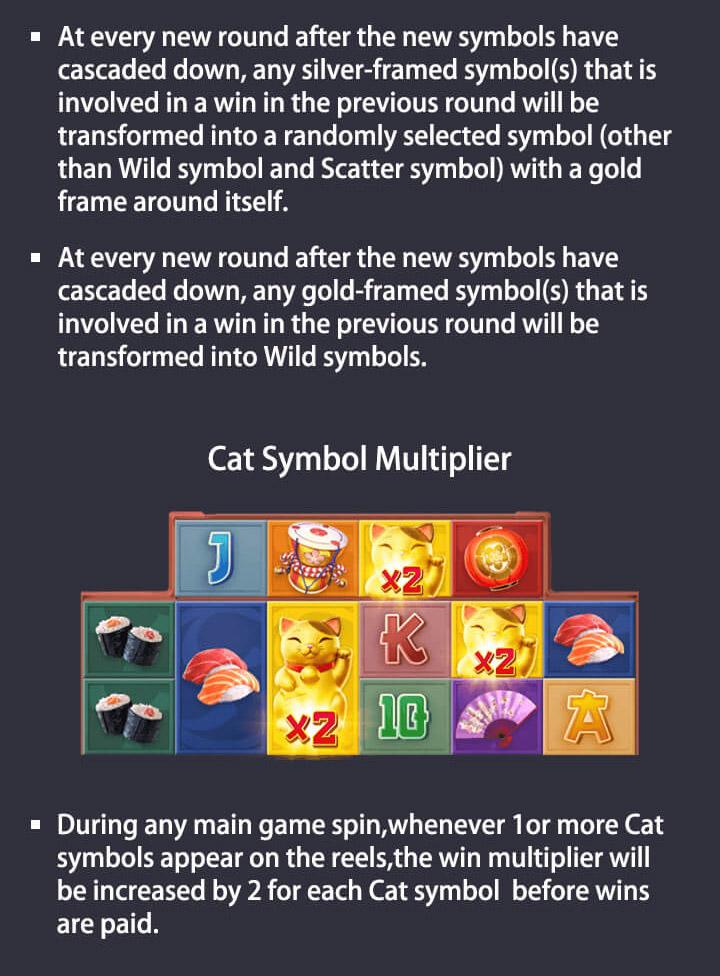 ▪ At every new round after the new symbols have
cascaded down, any silver-framed symbol(s) that is
involved in a win in the previous round will be
transformed into a randomly selected symbol (other
than Wild symbol and Scatter symbol) with a gold
frame around itself.
▪ At every new round after the new symbols have
cascaded down, any gold-framed symbol(s) that is
involved in a win in the previous round will be
transformed into Wild symbols.
Cat Symbol Multiplier
J x2
K x2
x2 10 A
▪ During any main game spin,whenever 1or more Cat
symbols appear on the reels,the win multiplier will
be increased by 2 for each Cat symbol before wins
are paid.